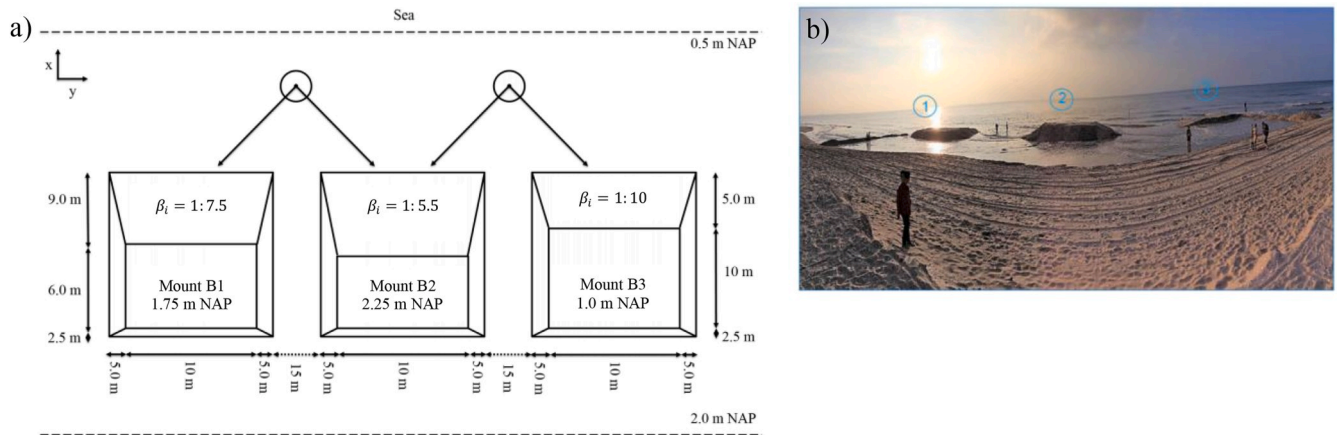 a)
Sea
0.5 m NAP
x
y
9.0 m
6.0 m
2.5 m
βᵢ = 1:7.5
Mount B1
1.75 m NAP
βᵢ = 1:5.5
Mount B2
2.25 m NAP
βᵢ = 1:10
Mount B3
1.0 m NAP
5.0 m
10 m
2.5 m
5.0 m
10 m
5.0 m
15 m
5.0 m
10 m
5.0 m
15 m
5.0 m
10 m
5.0 m
2.0 m NAP
b)
1
2
3